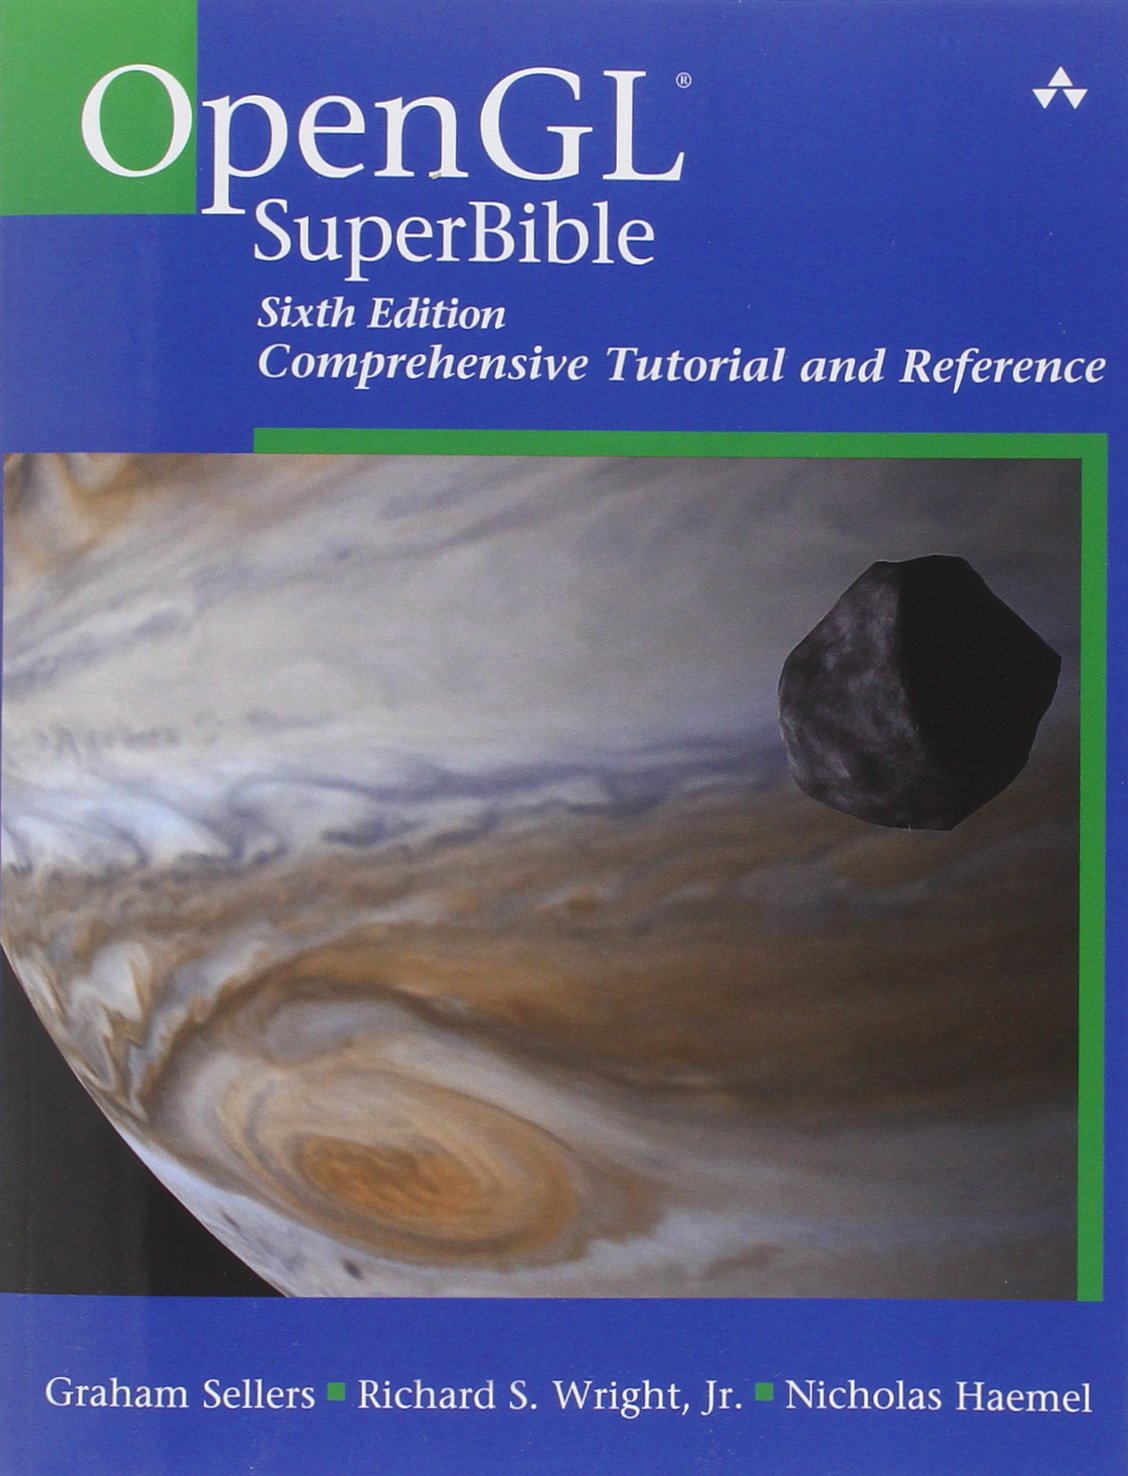 OpenGL®
SuperBible
Sixth Edition
Comprehensive Tutorial and Reference
Graham Sellers ■ Richard S. Wright, Jr. ■ Nicholas Haemel